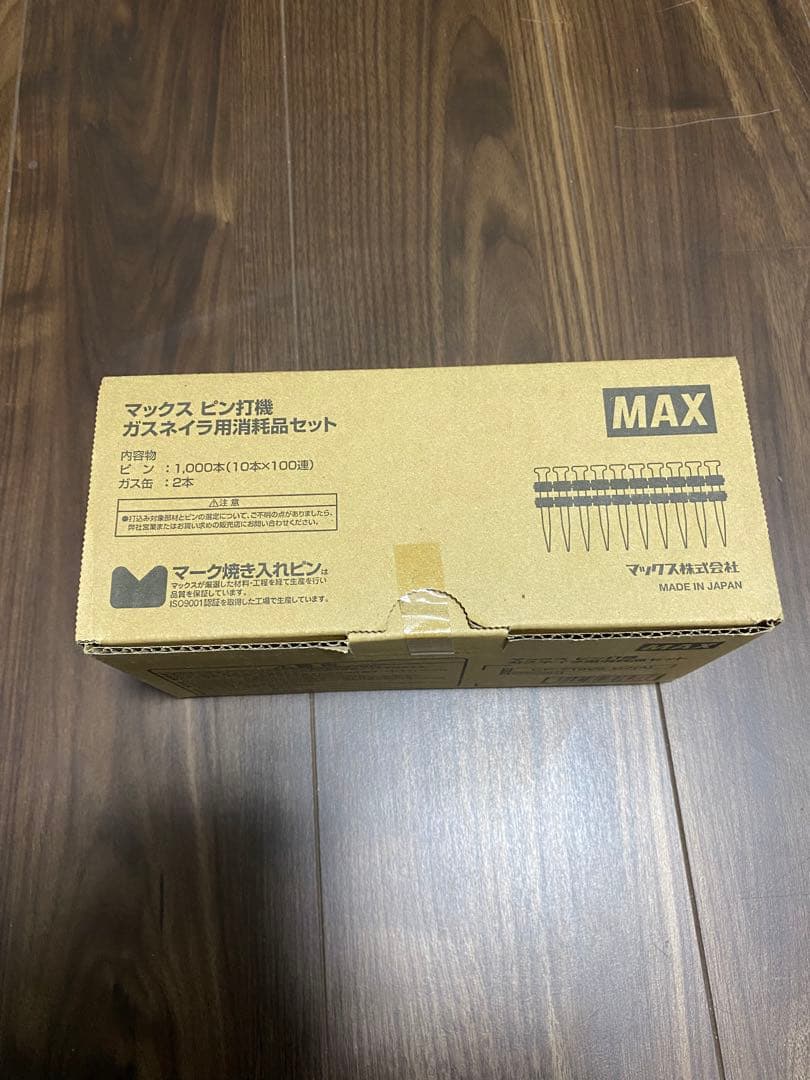 マックス ピン打機
ガスネイラ用消耗品セット
内容物
ピン:1,000本(10本×100連)
ガス缶:2本
⚠注意
●打込み対象部材とピンの選定について、ご不明の点がありましたら、
弊社営業またはお買い求めの販売店にお問い合わせください。
マーク焼き入れピンは
マックスが厳選した材料・工程を経て生産を行い
品質を保証しています。
ISO9001認証を取得した工場で生産しています。
MAX
マックス株式会社
MADE IN JAPAN
MAX